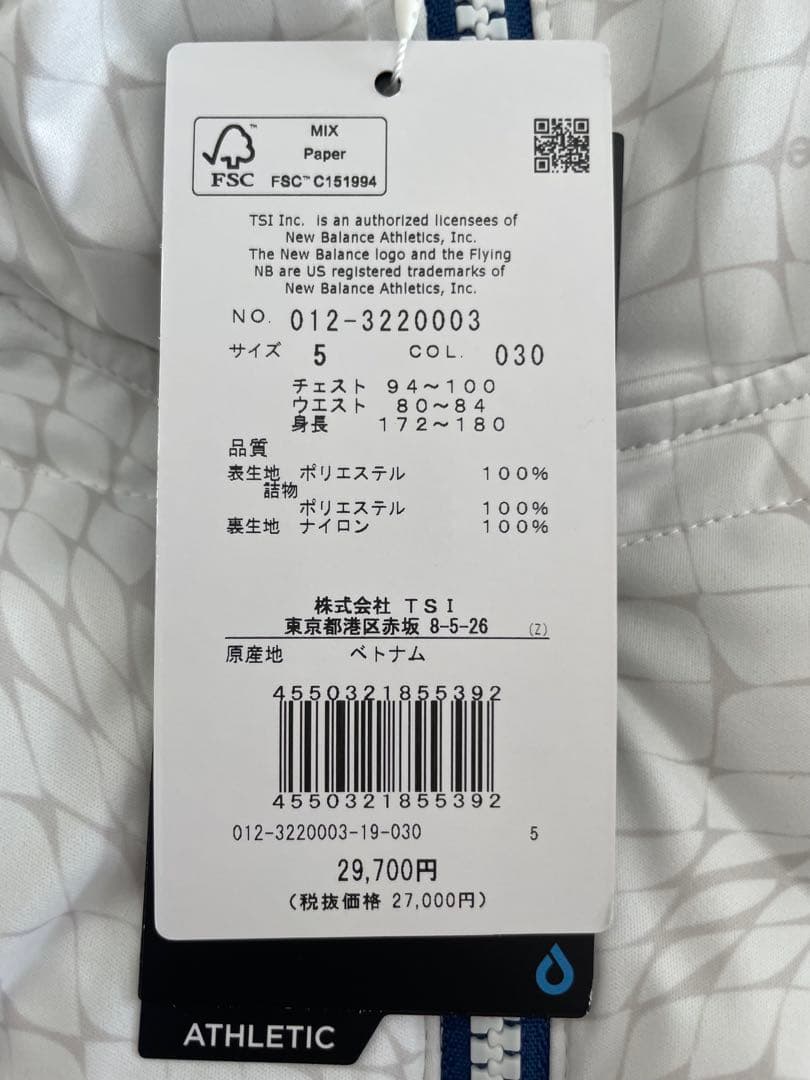 MIX
Paper
FSC™ C151994
FSC
TSI Inc. is an authorized licensees of
New Balance Athletics, Inc.
The New Balance logo and the Flying
NB are US registered trademarks of
New Balance Athletics, Inc.
NO. 012-3220003
サイズ 5 COL. 030
チェスト 94～100
ウエスト 80～84
身長 172～180
品質
表生地 ポリエステル 100%
詰物
ポリエステル 100%
裏生地 ナイロン 100%
株式会社 TSI
東京都港区赤坂 8-5-26 (Z)
原産地 ベトナム
4550321855392
4550321855392
012-3220003-19-030 5
29,700円
(税抜価格 27,000円)
ATHLETIC